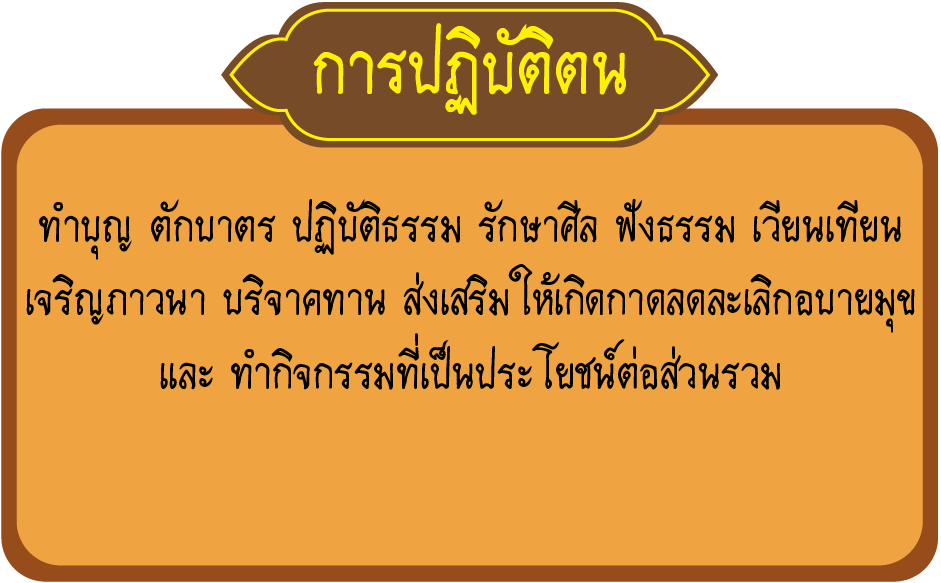 การปฏิบัติตน
ทำบุญ ตักบาตร ปฏิบัติธรรม รักษาศีล ฟังธรรม เวียนเทียน
เจริญภาวนา บริจาคทาน ส่งเสริมให้เกิดกาดลดละเลิกอบายมุข
และ ทำกิจกรรมที่เป็นประโยชน์ต่อส่วนรวม